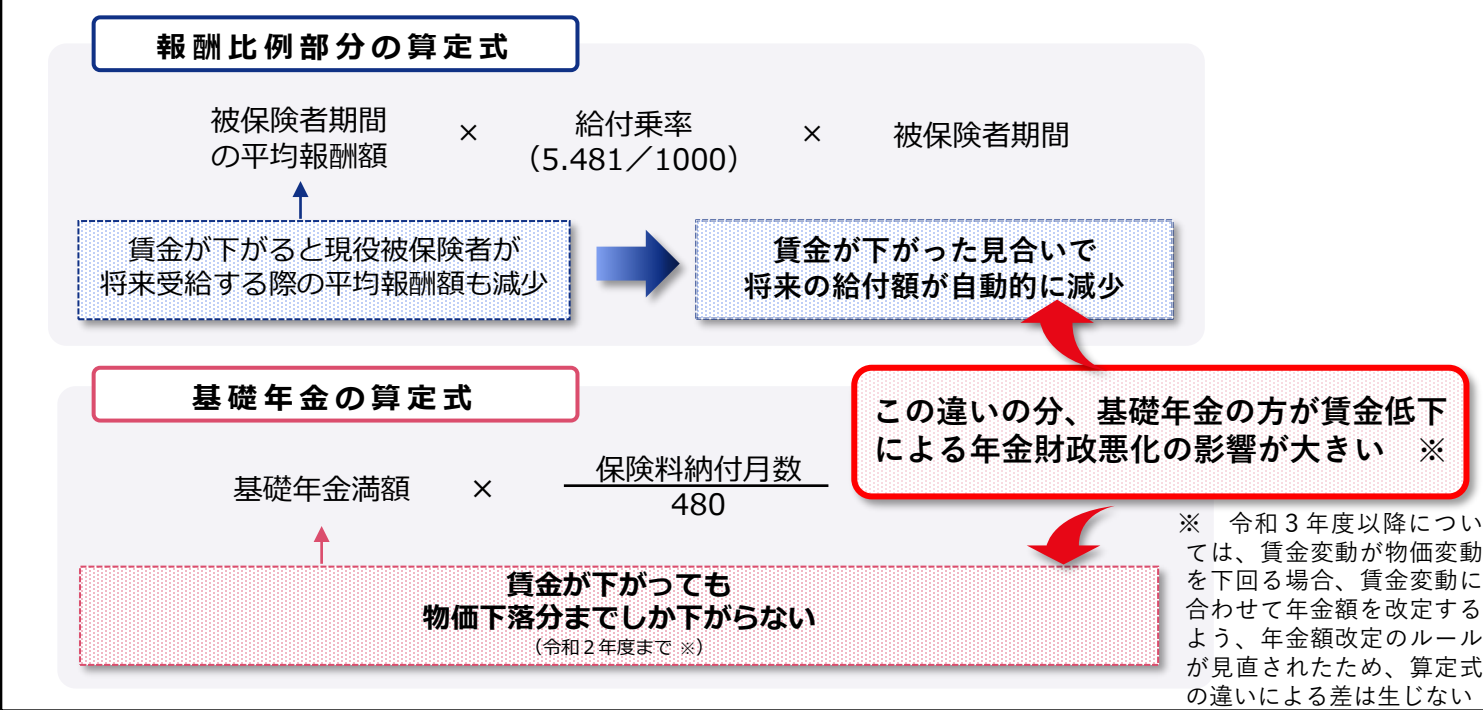 報酬比例部分の算定式
被保険者期間
の平均報酬額
×
給付乗率
（5.481／1000）
×
被保険者期間
賃金が下がると現役被保険者が
将来受給する際の平均報酬額も減少
賃金が下がった見合いで
将来の給付額が自動的に減少
基礎年金の算定式
この違いの分、基礎年金の方が賃金低下
による年金財政悪化の影響が大きい　※
基礎年金満額
×
保険料納付月数
480
賃金が下がっても
物価下落分までしか下がらない
（令和２年度まで ※）
※　令和３年度以降につい
ては、賃金変動が物価変動
を下回る場合、賃金変動に
合わせて年金額を改定する
よう、年金額改定のルール
が見直されたため、算定式
の違いによる差は生じない